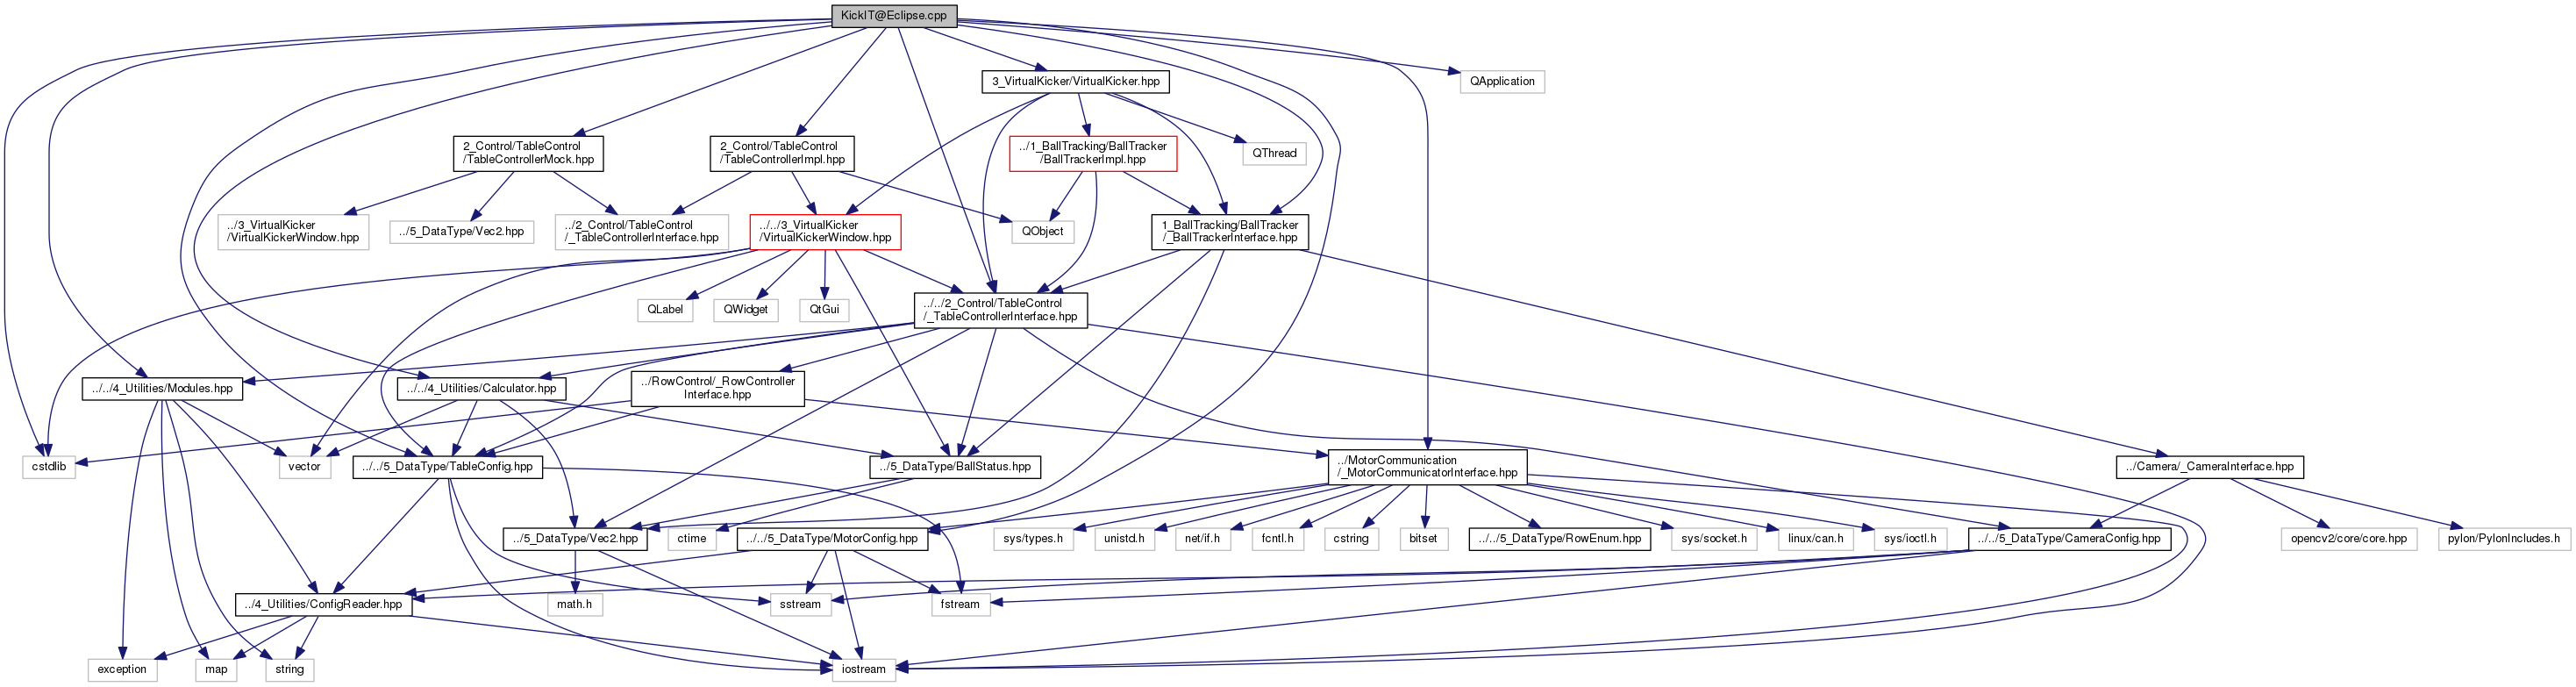 KickIT@Eclipse.cpp
3_VirtualKicker/VirtualKicker.hpp
QApplication
2_Control/TableControl
/TableControllerMock.hpp
2_Control/TableControl
/TableControllerImpl.hpp
../1_BallTracking/BallTracker
/BallTrackerImpl.hpp
QThread
../3_VirtualKicker
/VirtualKickerWindow.hpp
../5_DataType/Vec2.hpp
../2_Control/TableControl
/_TableControllerInterface.hpp
../../3_VirtualKicker
/VirtualKickerWindow.hpp
QObject
1_BallTracking/BallTracker
/_BallTrackerInterface.hpp
QLabel
QWidget
QtGui
../../2_Control/TableControl
/_TableControllerInterface.hpp
../../4_Utilities/Modules.hpp
../../4_Utilities/Calculator.hpp
../RowControl/_RowController
Interface.hpp
cstdlib
vector
../../5_DataType/TableConfig.hpp
../5_DataType/BallStatus.hpp
../MotorCommunication
/_MotorCommunicatorInterface.hpp
../Camera/_CameraInterface.hpp
../5_DataType/Vec2.hpp
ctime
../../5_DataType/MotorConfig.hpp
sys/types.h
unistd.h
net/if.h
fcntl.h
cstring
bitset
../../5_DataType/RowEnum.hpp
sys/socket.h
linux/can.h
sys/ioctl.h
../../5_DataType/CameraConfig.hpp
opencv2/core/core.hpp
pylon/PylonIncludes.h
../4_Utilities/ConfigReader.hpp
math.h
sstream
fstream
exception
map
string
iostream